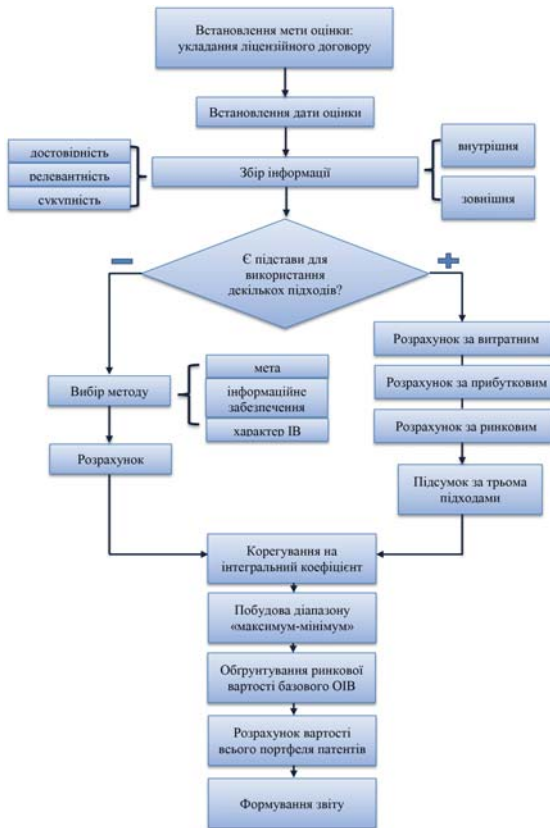 Встановлення мети оцінки:
укладання ліцензійного договору
Встановлення дати оцінки
достовірність
релевантність
сукупність
Збір інформації
внутрішня
зовнішня
Є підстави для
використання
декількох підходів?
Вибір методу
мета
інформаційне
забезпечення
характер ІВ
Розрахунок
Розрахунок за витратним
Розрахунок за прибутковим
Розрахунок за ринковим
Підсумок за трьома
підходами
Корегування на
інтегральний коефіцієнт
Побудова діапазону
«максимум-мінімум»
Обґрунтування ринкової
вартості базового ОІВ
Розрахунок вартості
всього портфеля патентів
Формування звіту